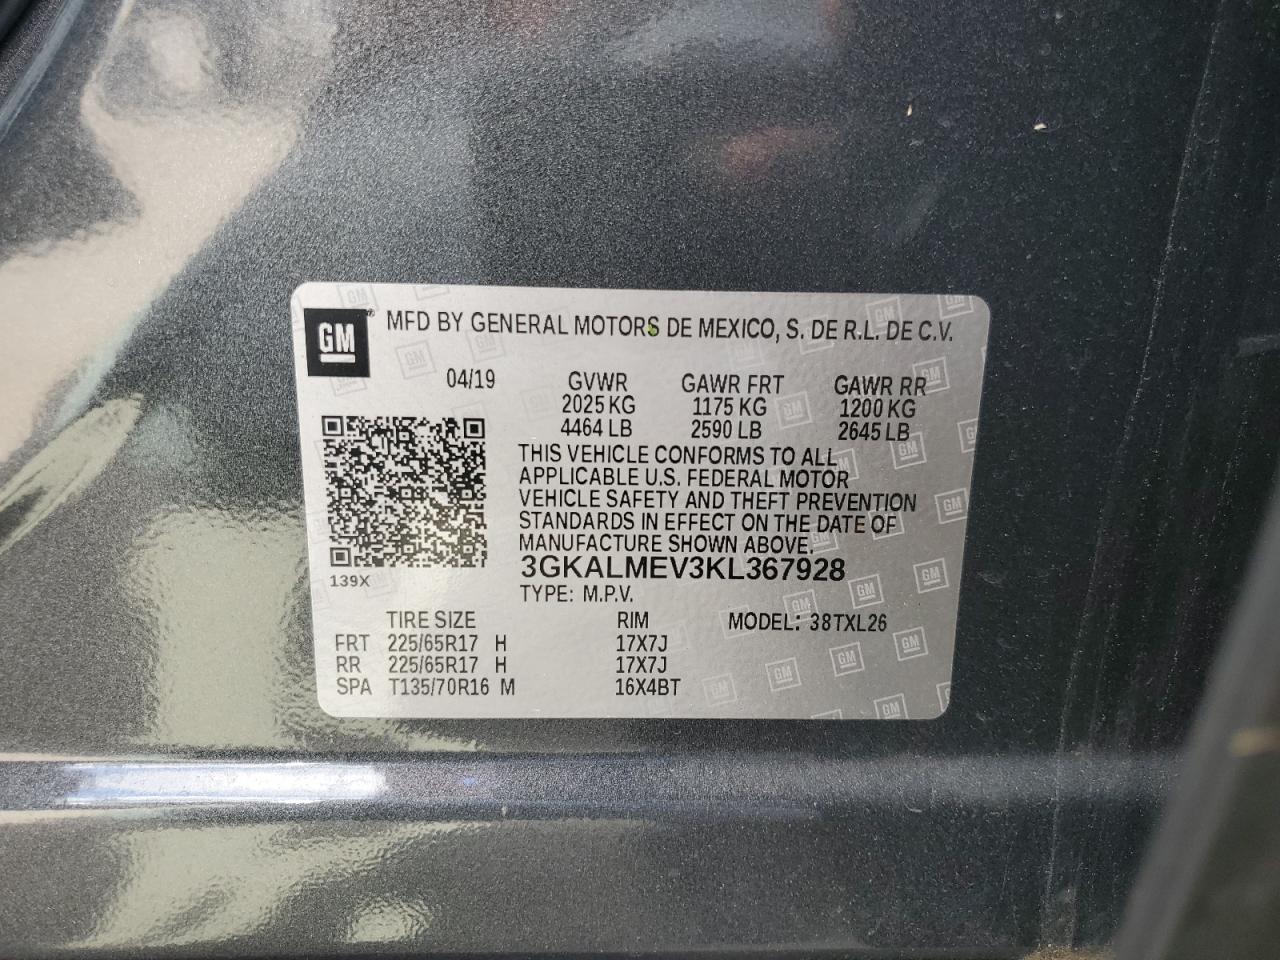 GM® MFD BY GENERAL MOTORS DE MEXICO, S. DE R.L. DE C.V.
04/19 GVWR GAWR FRT GAWR RR
2025 KG 1175 KG 1200 KG
4464 LB 2590 LB 2645 LB
THIS VEHICLE CONFORMS TO ALL
APPLICABLE U.S. FEDERAL MOTOR
VEHICLE SAFETY AND THEFT PREVENTION
STANDARDS IN EFFECT ON THE DATE OF
MANUFACTURE SHOWN ABOVE.
3GKALMEV3KL367928
139X
TYPE: M.P.V.
TIRE SIZE RIM MODEL: 38TXL26
FRT 225/65R17 H 17X7J
RR 225/65R17 H 17X7J
SPA T135/70R16 M 16X4BT